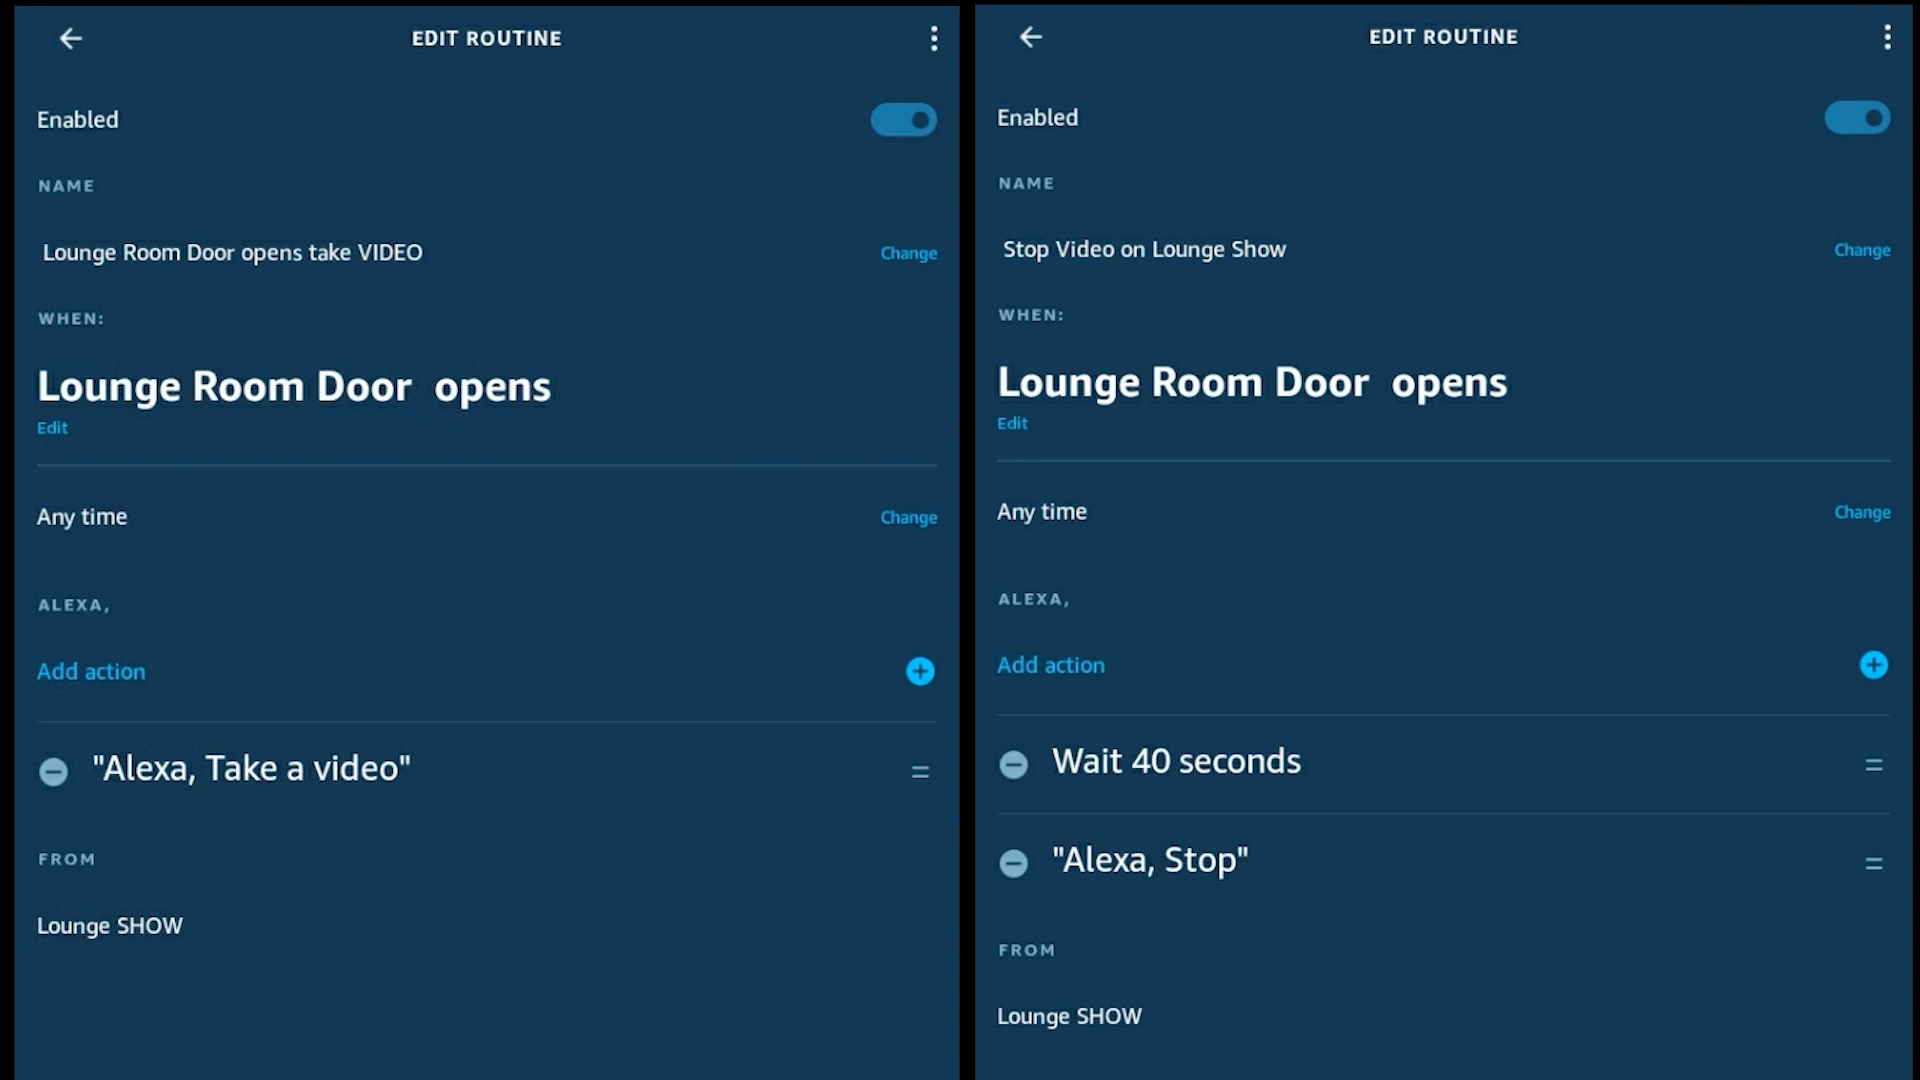 EDIT ROUTINE
Enabled
NAME
Lounge Room Door opens take VIDEO
Change
WHEN:
Lounge Room Door opens
Edit
Any time
Change
ALEXA,
Add action
"Alexa, Take a video"
FROM
Lounge SHOW
EDIT ROUTINE
Enabled
NAME
Stop Video on Lounge Show
Change
WHEN:
Lounge Room Door opens
Edit
Any time
Change
ALEXA,
Add action
Wait 40 seconds
"Alexa, Stop"
FROM
Lounge SHOW